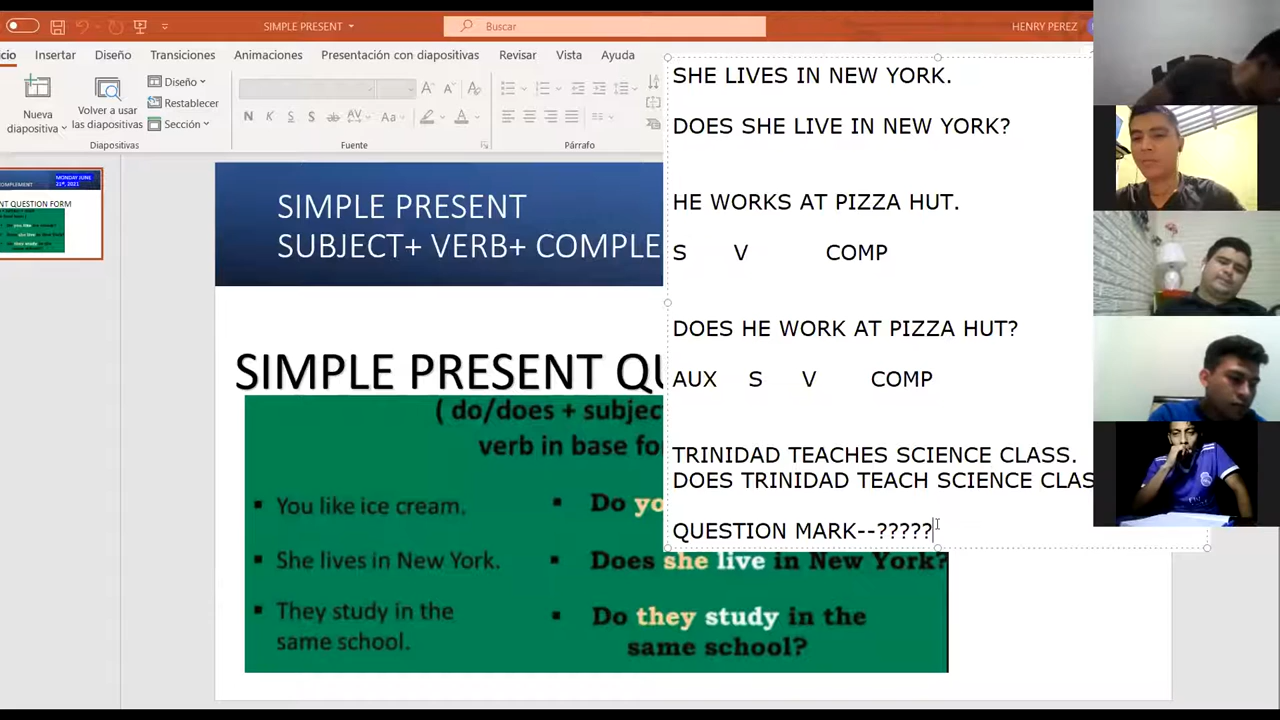 SIMPLE PRESENT
Buscar
HENRY PEREZ
icio Insertar Diseño Transiciones Animaciones Presentación con diapositivas Revisar Vista Ayuda
Nueva diapositiva
Volver a usar las diapositivas
Diseño
Restablecer
Sección
Diapositivas
Fuente
Párrafo
MONDAY JUNE 21st, 2021
SIMPLE PRESENT
SUBJECT+ VERB+ COMPLE
SIMPLE PRESENT QU
( do/does + subjec
verb in base fo
You like ice cream.
She lives in New York.
They study in the
same school.
Do yo
Does she live in New York?
Do they study in the
same school?
SHE LIVES IN NEW YORK.
DOES SHE LIVE IN NEW YORK?
HE WORKS AT PIZZA HUT.
S V COMP
DOES HE WORK AT PIZZA HUT?
AUX S V COMP
TRINIDAD TEACHES SCIENCE CLASS.
DOES TRINIDAD TEACH SCIENCE CLAS
QUESTION MARK--?????